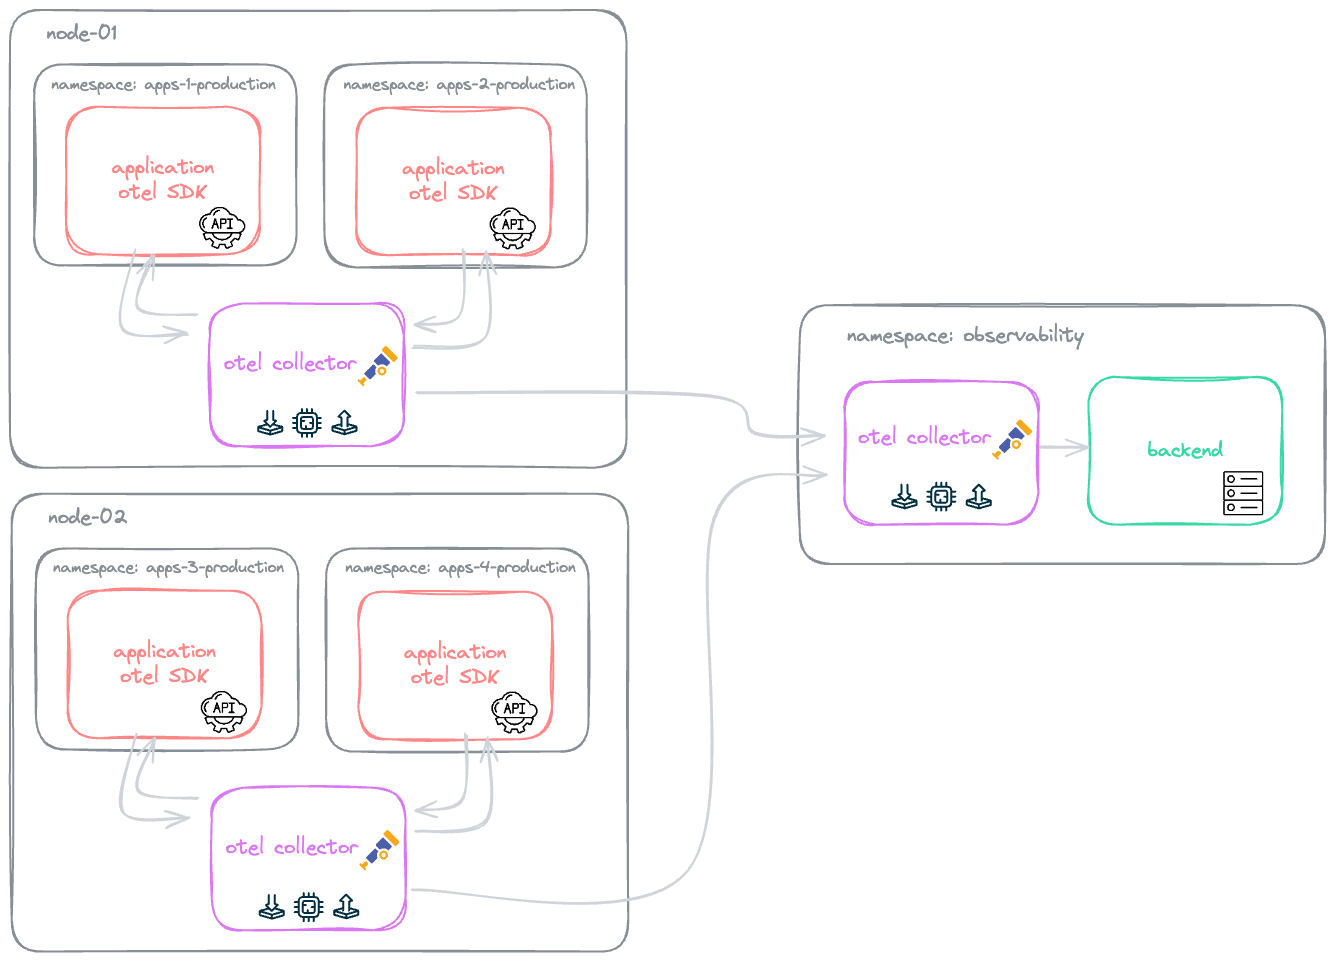 node-01
namespace: apps-1-production
namespace: apps-2-production
application
otel SDK
API
application
otel SDK
API
otel collector
namespace: observability
otel collector
backend
node-02
namespace: apps-3-production
namespace: apps-4-production
application
otel SDK
API
application
otel SDK
API
otel collector